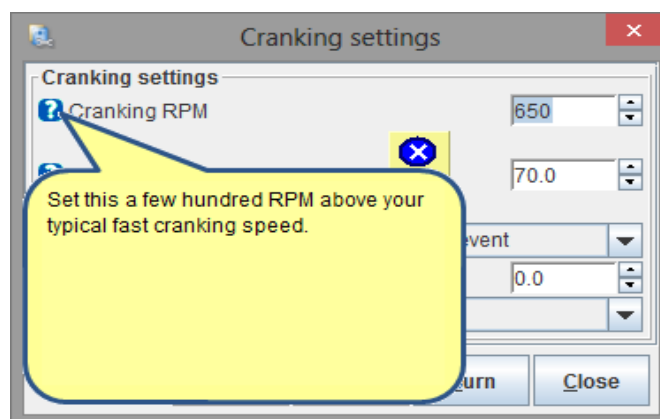 Cranking settings
Cranking settings
Cranking RPM
650
70.0
Set this a few hundred RPM above your
typical fast cranking speed.
0.0
Close